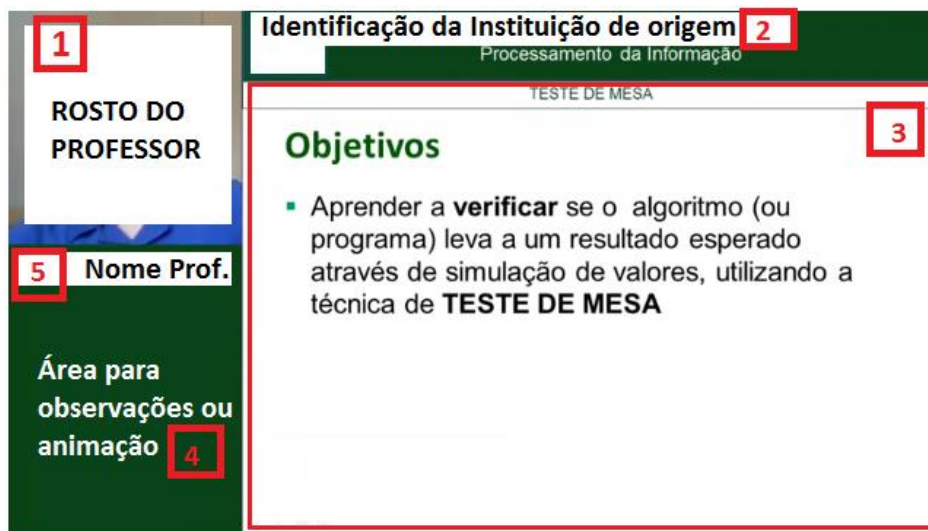 1
ROSTO DO
PROFESSOR
5 Nome Prof.
Área para
observações ou
animação 4
Identificação da Instituição de origem 2
Processamento da Informação
TESTE DE MESA
3
Objetivos
▪ Aprender a verificar se o algoritmo (ou
programa) leva a um resultado esperado
através de simulação de valores, utilizando a
técnica de TESTE DE MESA